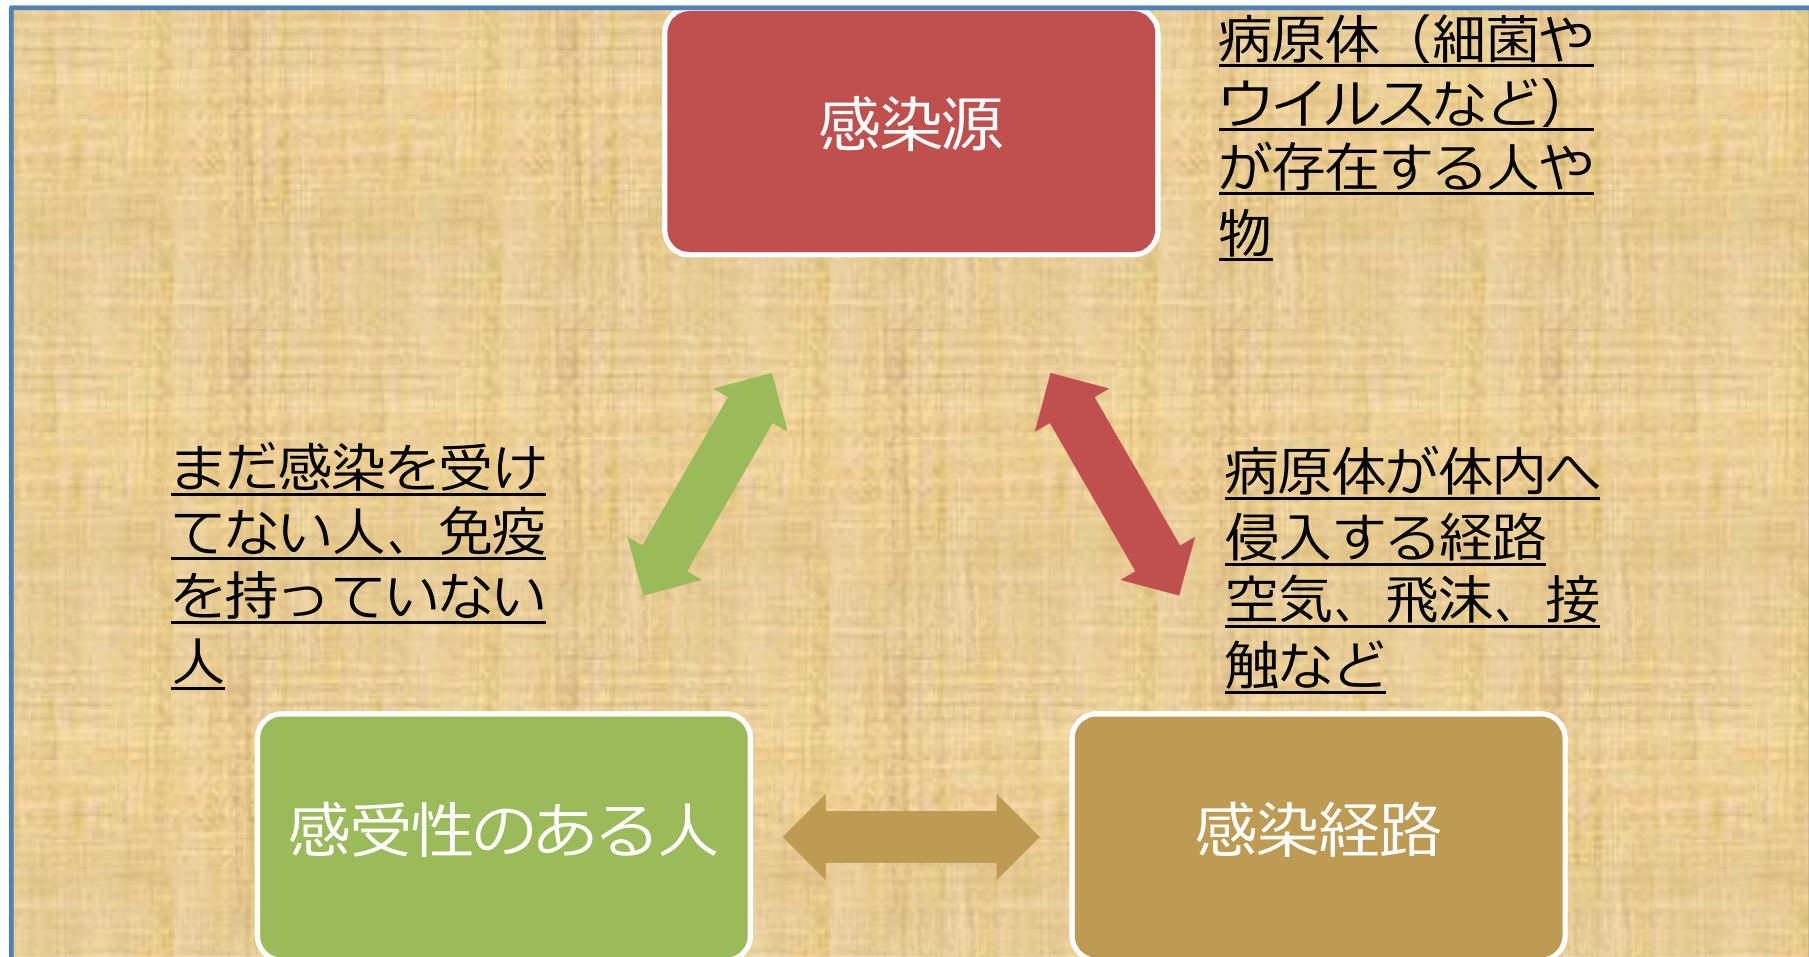 感染源
病原体（細菌や
ウイルスなど）
が存在する人や
物
まだ感染を受け
てない人、免疫
を持っていない
人
病原体が体内へ
侵入する経路
空気、飛沫、接
触など
感受性のある人
感染経路